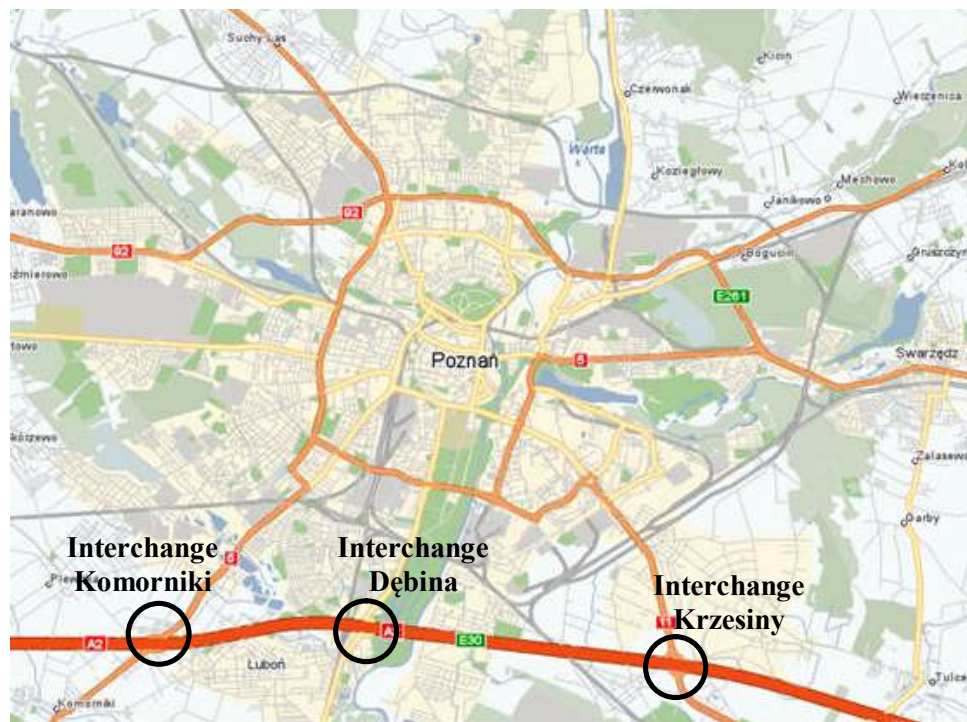 Suchy Las
Kicin
Czerwonak
Wierzenica
Warta
Koziegłowy
Mechowo
Janikowo
92
92
Bogucin
Gruszczyn
E261
Poznań
5
Swarzędz
Zalasewo
Garby
Interchange
Komorniki
Interchange
Dębina
Interchange
Krzesiny
5
11
A2
E30
Luboń
Komorniki
Tulce